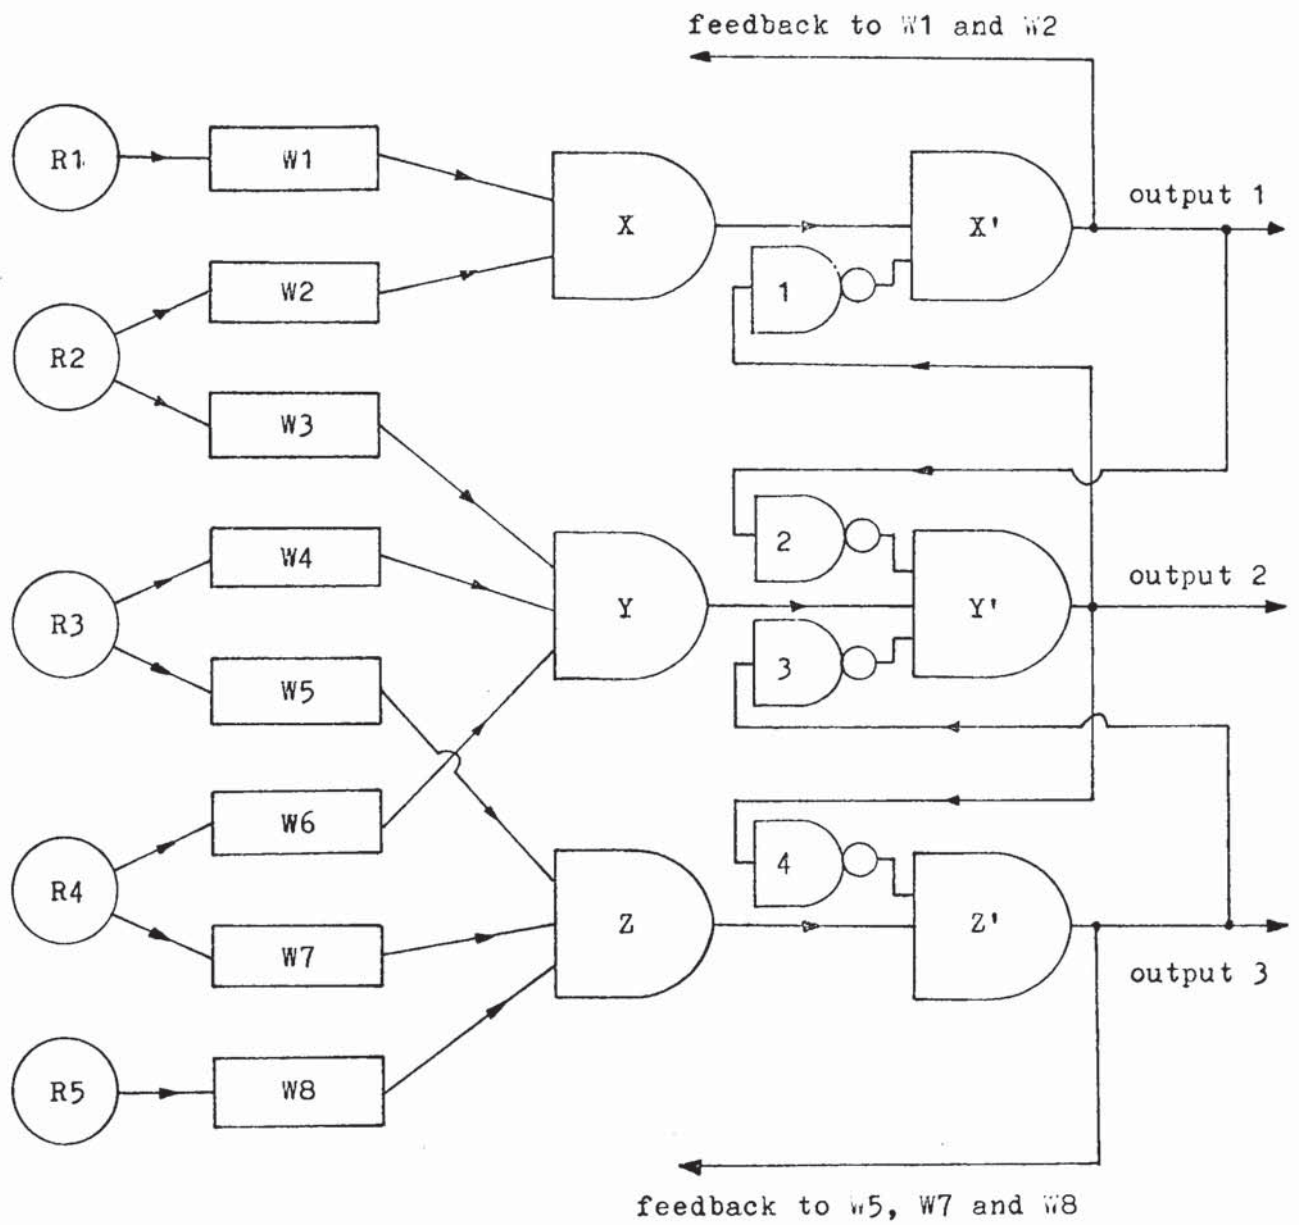 feedback to W1 and W2
R1
W1
X
X'
output 1
W2
1
R2
W3
2
W4
Y
Y'
output 2
R3
3
W5
W6
4
R4
Z
Z'
W7
output 3
R5
W8
feedback to W5, W7 and W8